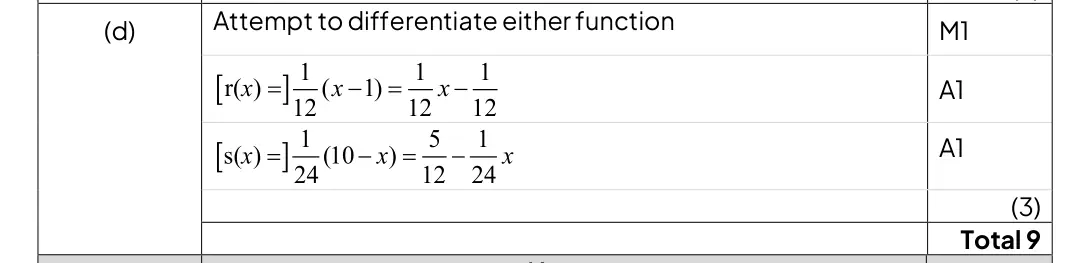 (d) Attempt to differentiate either function M1
[r(x) =] 1/12 (x − 1) = 1/12 x − 1/12 A1
[s(x) =] 1/24 (10 − x) = 5/12 − 1/24 x A1
(3)
Total 9